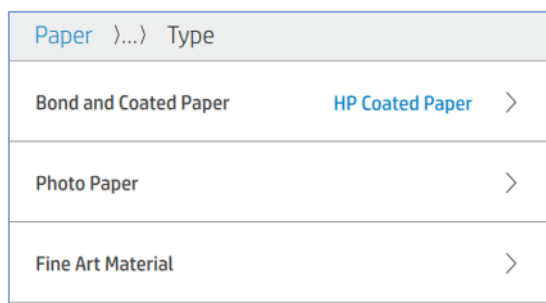 Paper ⟩...⟩ Type
Bond and Coated Paper HP Coated Paper
Photo Paper
Fine Art Material